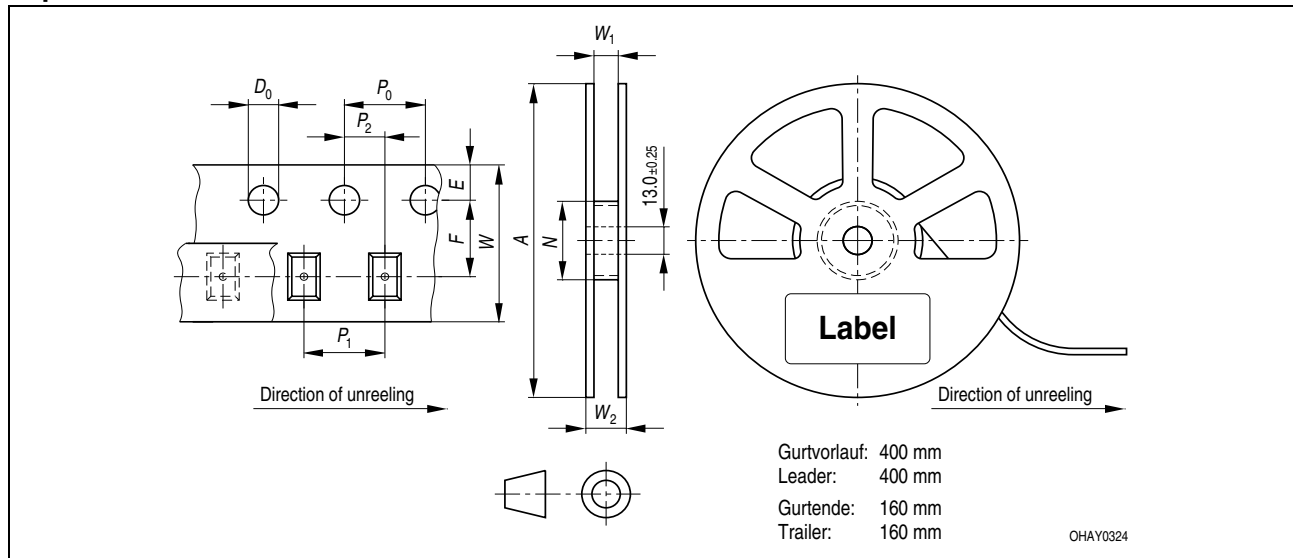 W1
D0
P0
P2
E
F
W
A
N
13.0±0.25
P1
Label
Direction of unreeling
W2
Direction of unreeling
Gurtvorlauf: 400 mm
Leader: 400 mm
Gurtende: 160 mm
Trailer: 160 mm
OHAY0324